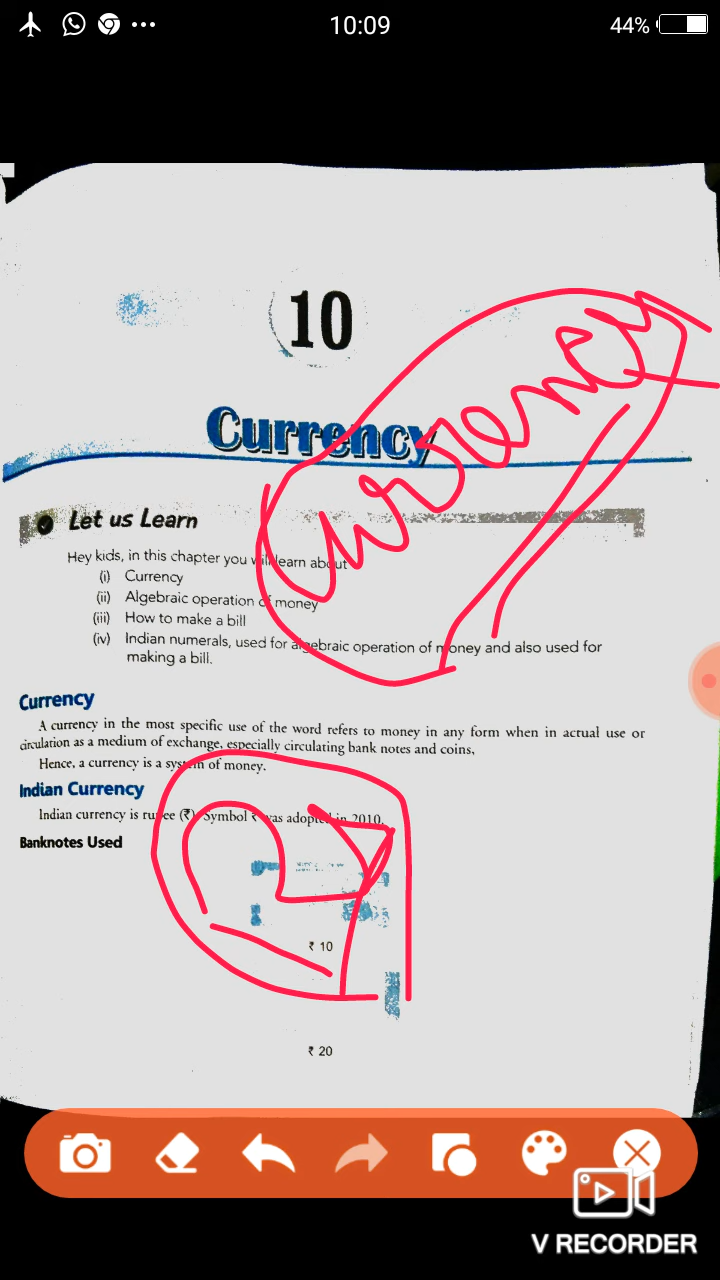 10:09
44%
10
Currency
currency
Let us Learn
Hey kids, in this chapter you will learn about
(i) Currency
(ii) Algebraic operation of money
(iii) How to make a bill
(iv) Indian numerals, used for algebraic operation of money and also used for
making a bill.
Currency
A currency in the most specific use of the word refers to money in any form when in actual use or
circulation as a medium of exchange, especially circulating bank notes and coins.
Hence, a currency is a system of money.
Indian Currency
Indian currency is rupee (₹). Symbol ₹ was adopted in 2010.
Banknotes Used
₹ 10
₹ 20
V RECORDER